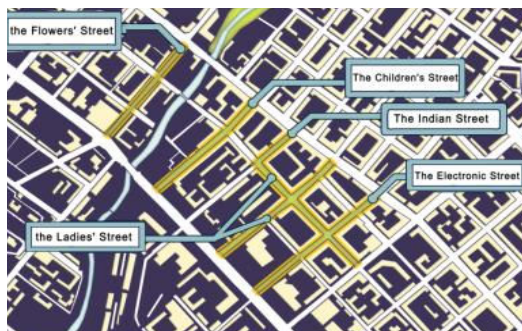 the Flowers' Street
The Children's Street
The Indian Street
The Electronic Street
the Ladies' Street